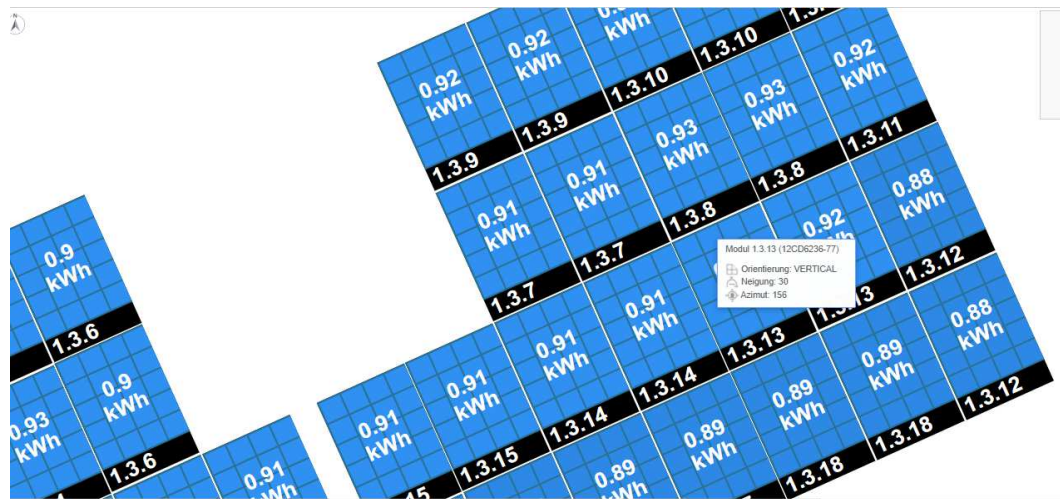 N
0.92
kWh
1.3.9
0.92
kWh
1.3.9
kWh
1.3.10
1.3.10
0.91
kWh
1.3.7
0.91
kWh
1.3.7
0.93
kWh
1.3.8
0.93
kWh
1.3.8
0.92
kWh
1.3.11
0.9
kWh
1.3.6
0.93
kWh
0.9
kWh
1.3.6
0.91
kWh
0.91
kWh
15
0.91
kWh
1.3.15
0.91
kWh
1.3.14
0.91
kWh
1.3.14
1.3.13
0.92
kWh
13
0.88
kWh
1.3.12
Modul 1.3.13 (12CD6236-77)
Orientierung: VERTICAL
Neigung: 30
Azimut: 156
0.89
kWh
0.89
kWh
0.89
kWh
1.3.18
0.89
kWh
1.3.18
0.88
kWh
1.3.12